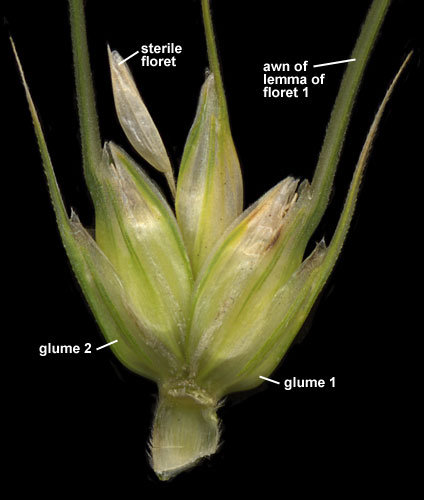 sterile
floret
awn of
lemma of
floret 1
glume 2
glume 1